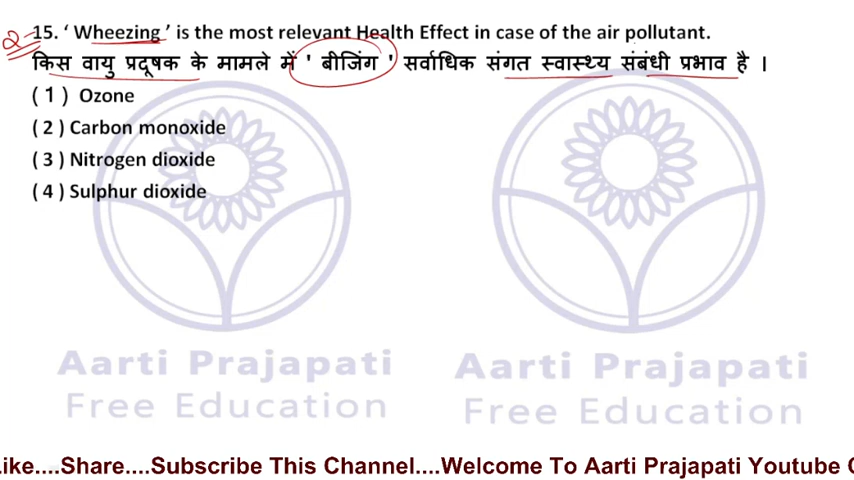 2
15. ‘ Wheezing ’ is the most relevant Health Effect in case of the air pollutant.
किस वायु प्रदूषक के मामले में ' बीजिंग ' सर्वाधिक संगत स्वास्थ्य संबंधी प्रभाव है ।
( 1 ) Ozone
( 2 ) Carbon monoxide
( 3 ) Nitrogen dioxide
( 4 ) Sulphur dioxide
Aarti Prajapati
Free Education
Aarti Prajapati
Free Education
ike....Share....Subscribe This Channel....Welcome To Aarti Prajapati Youtube C